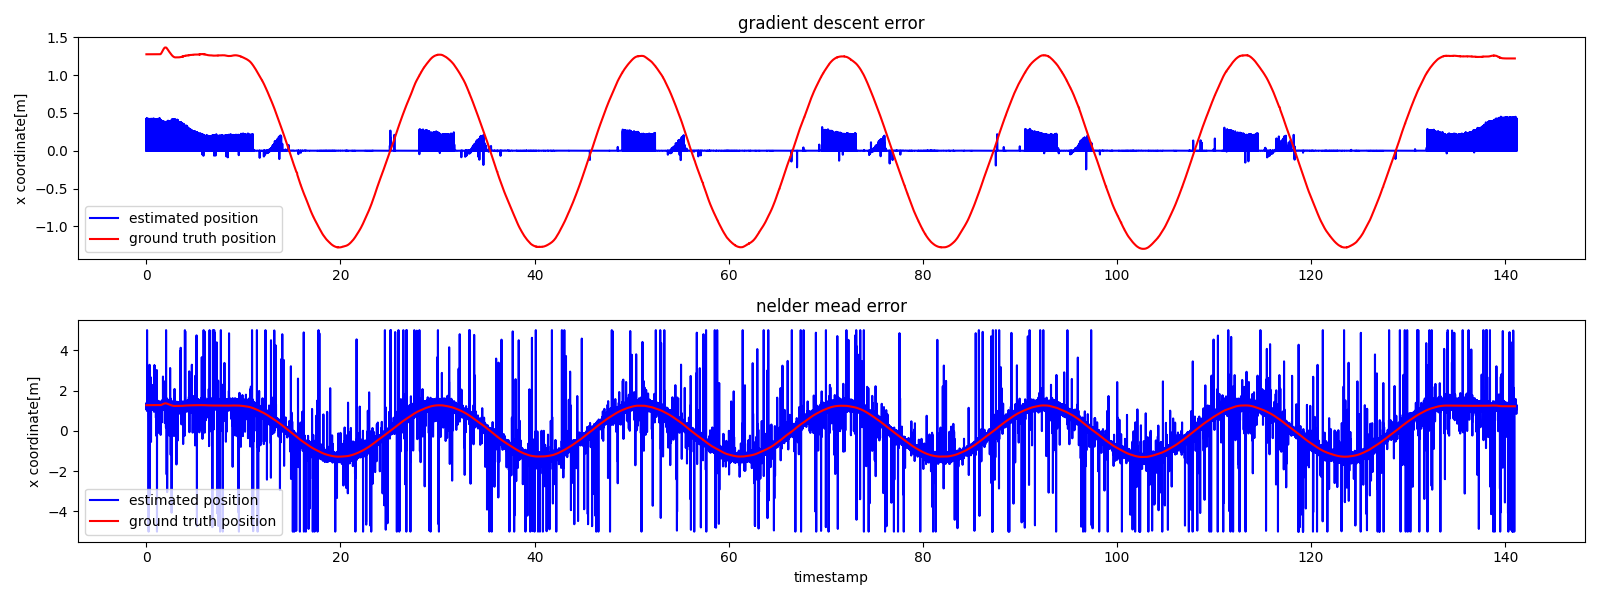 gradient descent error
1.5
1.0
0.5
0.0
−0.5
−1.0
x coordinate[m]
estimated position
ground truth position
0 20 40 60 80 100 120 140
nelder mead error
4
2
0
−2
−4
x coordinate[m]
estimated position
ground truth position
0 20 40 60 80 100 120 140
timestamp